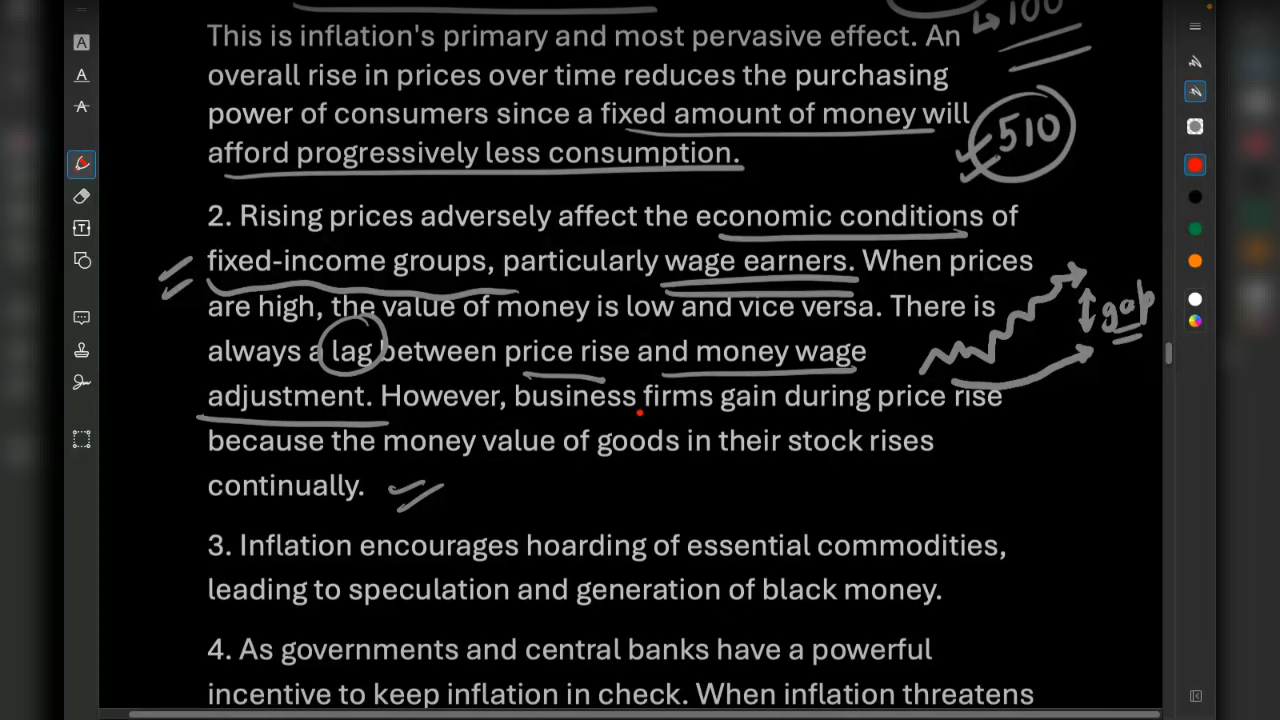 100
This is inflation's primary and most pervasive effect. An
overall rise in prices over time reduces the purchasing
power of consumers since a fixed amount of money will
510
afford progressively less consumption.
2. Rising prices adversely affect the economic conditions of
fixed-income groups, particularly wage earners. When prices
are high, the value of money is low and vice versa. There is
gap
always a lag between price rise and money wage
adjustment. However, business firms gain during price rise
because the money value of goods in their stock rises
continually.
3. Inflation encourages hoarding of essential commodities,
leading to speculation and generation of black money.
4. As governments and central banks have a powerful
incentive to keep inflation in check. When inflation threatens